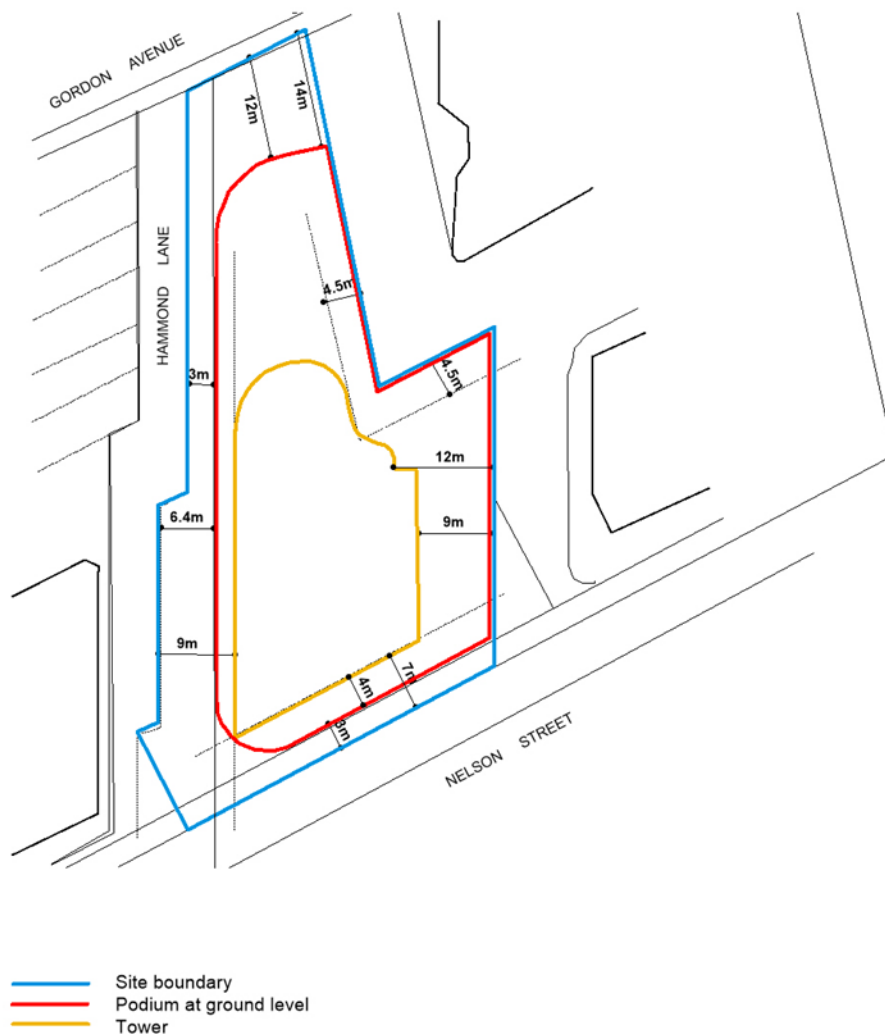 GORDON AVENUE
12m
14m
HAMMOND LANE
4.5m
3m
4.5m
12m
6.4m
9m
9m
4m
7m
3m
NELSON STREET
Site boundary
Podium at ground level
Tower